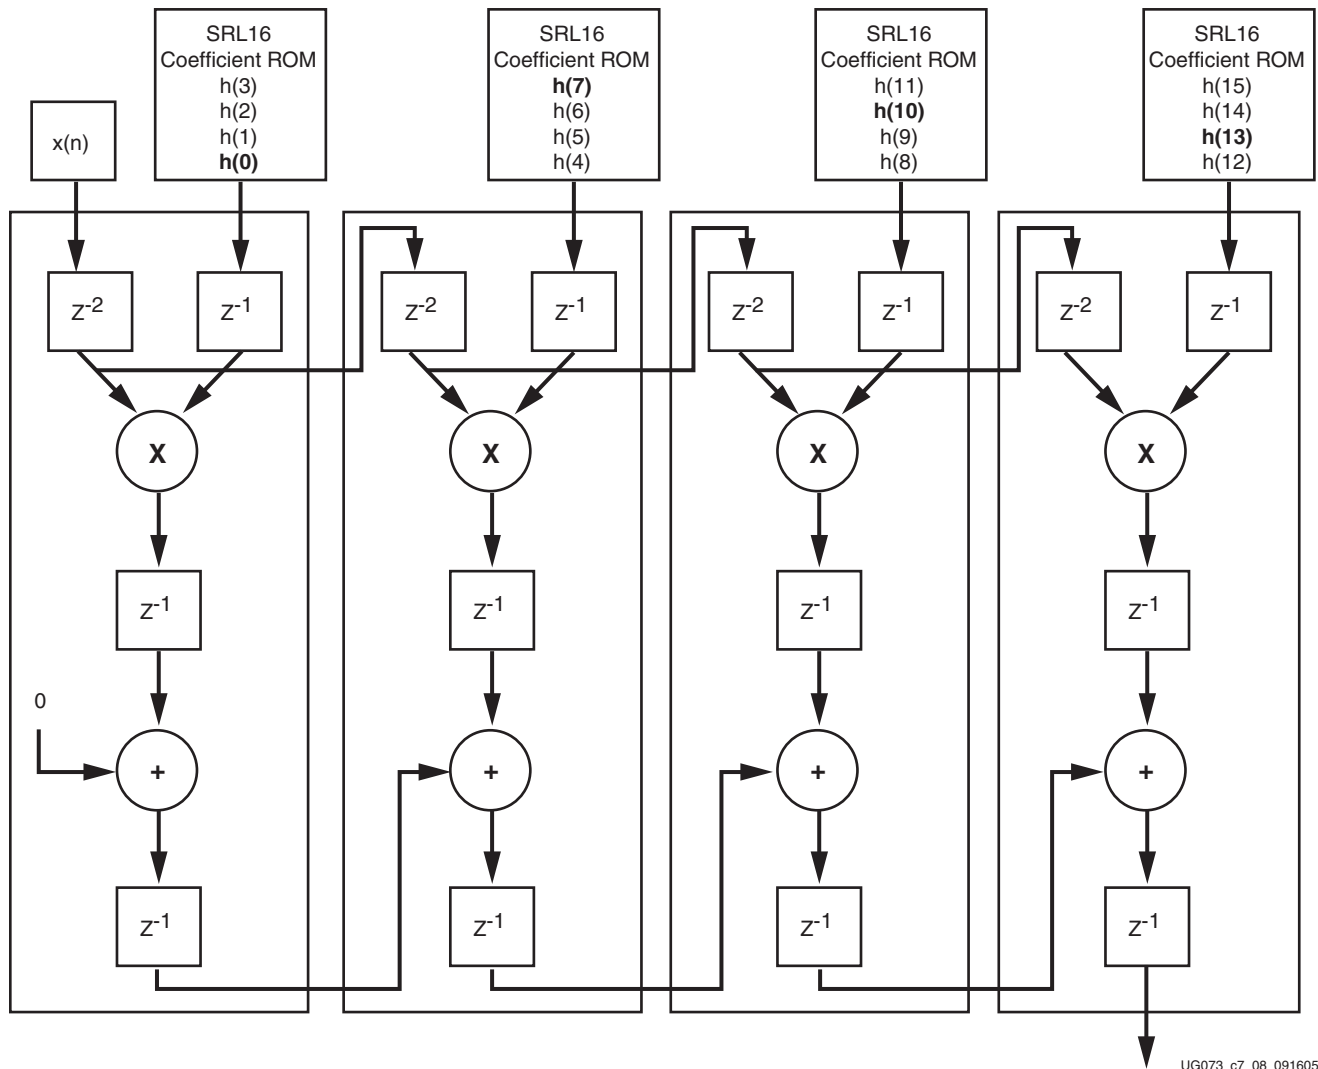 SRL16
Coefficient ROM
h(3)
h(2)
h(1)
h(0)
SRL16
Coefficient ROM
h(7)
h(6)
h(5)
h(4)
SRL16
Coefficient ROM
h(11)
h(10)
h(9)
h(8)
SRL16
Coefficient ROM
h(15)
h(14)
h(13)
h(12)
x(n)
Z-2
Z-1
Z-2
Z-1
Z-2
Z-1
Z-2
Z-1
X
X
X
X
Z-1
Z-1
Z-1
Z-1
0
+
+
+
+
Z-1
Z-1
Z-1
Z-1
UG073_c7_08_091605